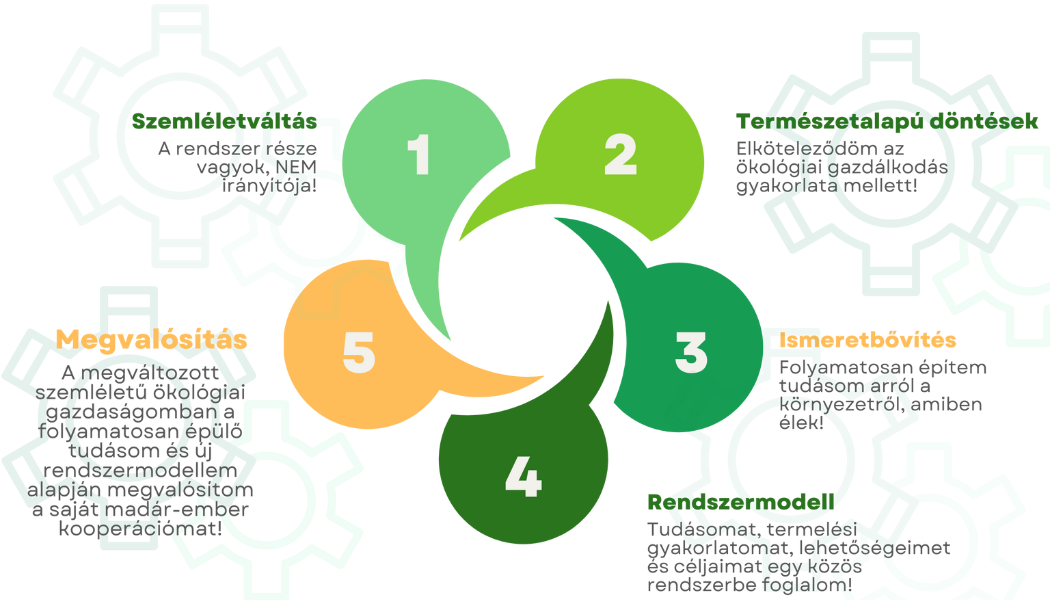 1
Szemléletváltás
A rendszer része
vagyok, NEM
irányítója!
2
Természetalapú döntések
Elköteleződöm az
ökológiai gazdálkodás
gyakorlata mellett!
3
Ismeretbővítés
Folyamatosan építem
tudásom arról a
környezetről, amiben
élek!
4
Rendszermodell
Tudásomat, termelési
gyakorlatomat, lehetőségeimet
és céljaimat egy közös
rendszerbe foglalom!
5
Megvalósítás
A megváltozott
szemléletű ökológiai
gazdaságomban a
folyamatosan épülő
tudásom és új
rendszermodellem
alapján megvalósítom
a saját madár-ember
kooperációmat!